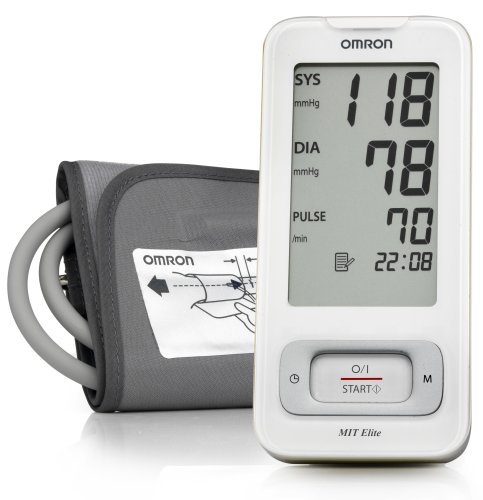 OMRON
SYS 118
mmHg
DIA 78
mmHg
PULSE 70
/min
22:08
O/I
START
M
MIT Elite
OMRON